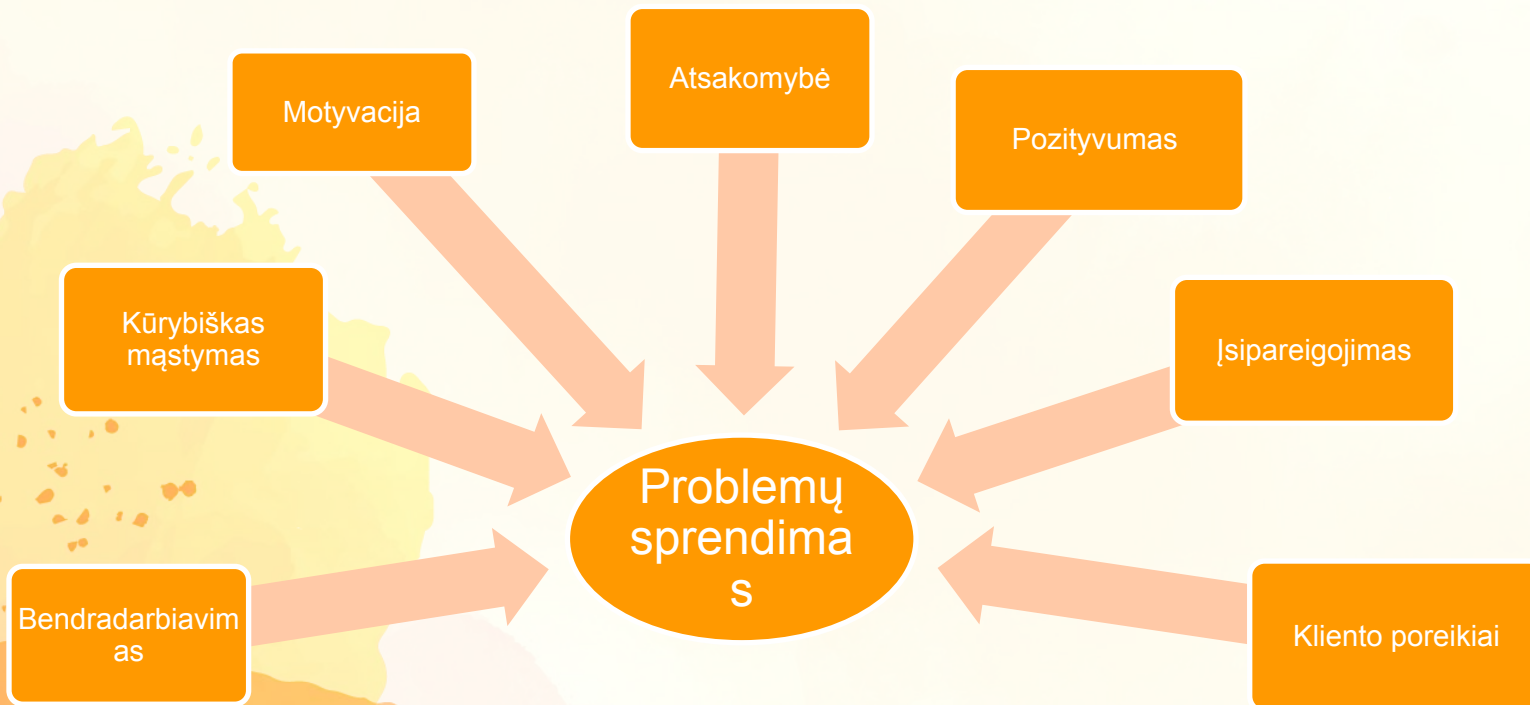 Atsakomybė
Motyvacija
Pozityvumas
Kūrybiškas
mąstymas
Įsipareigojimas
Problemų
sprendima
s
Bendradarbiavim
as
Kliento poreikiai